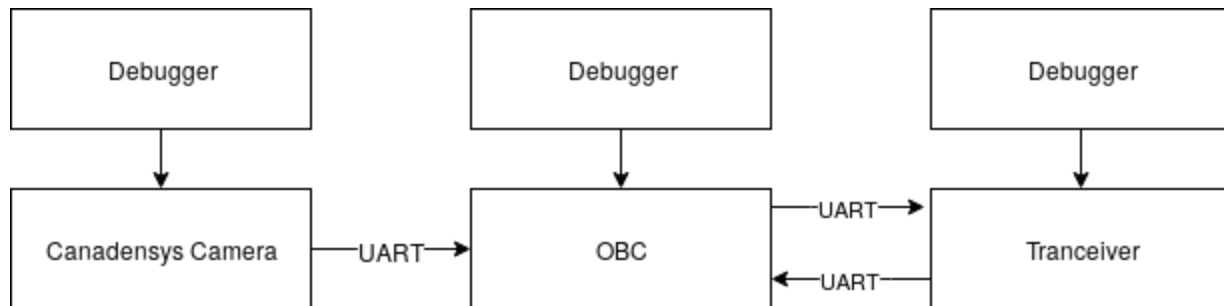 Debugger
Debugger
Debugger
Canadensys Camera
UART
OBC
UART
UART
Tranceiver